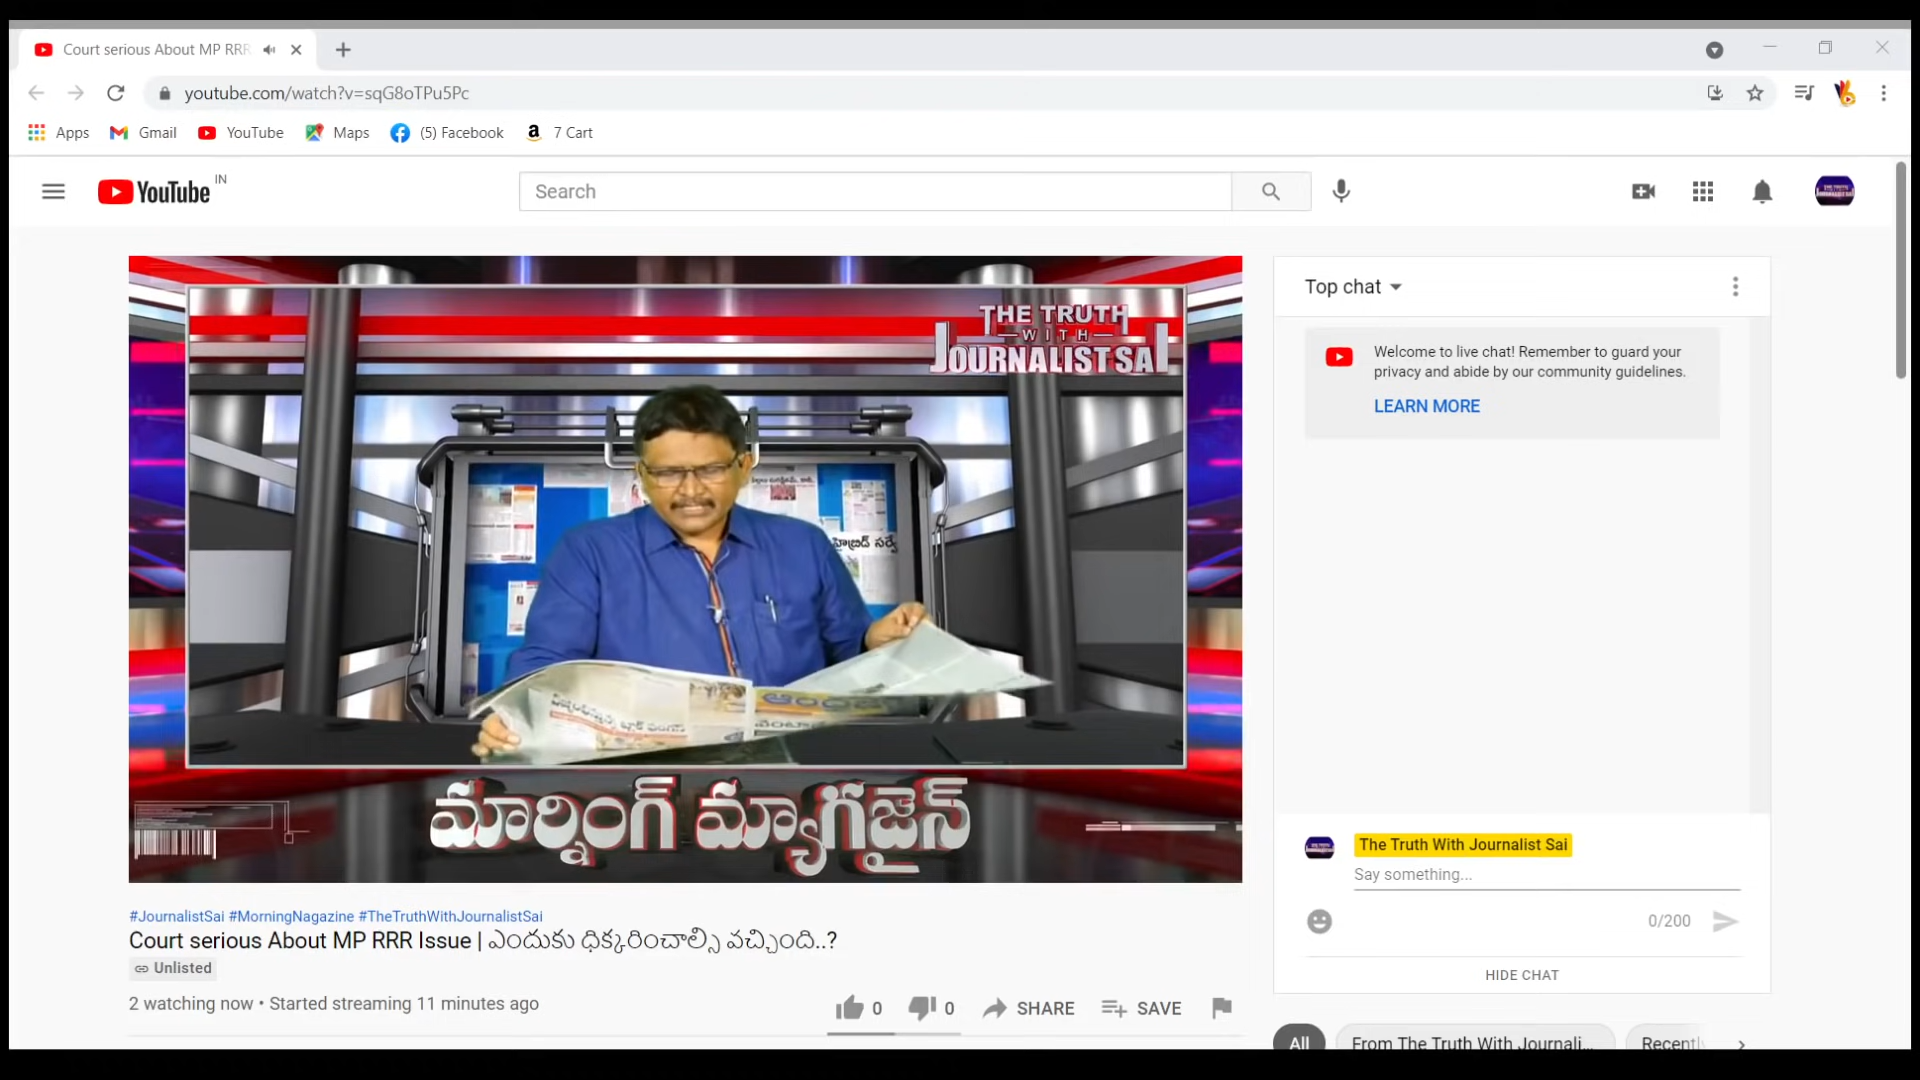 Court serious About MP RRR
youtube.com/watch?v=sqG8oTPu5Pc
Apps
Gmail
YouTube
Maps
(5) Facebook
7 Cart
YouTube IN
Search
THE TRUTH
WITH
JOURNALIST SAI
హైబ్రిడ్ సర్వే
మార్నింగ్ మ్యాగజైన్
#JournalistSai #MorningNagazine #TheTruthWithJournalistSai
Court serious About MP RRR Issue | ఎందుకు ధిక్కరించాల్సి వచ్చింది..?
Unlisted
2 watching now • Started streaming 11 minutes ago
0
0
SHARE
SAVE
Top chat
Welcome to live chat! Remember to guard your
privacy and abide by our community guidelines.
LEARN MORE
The Truth With Journalist Sai
Say something...
0/200
HIDE CHAT
All
From The Truth With Journali...
Recently